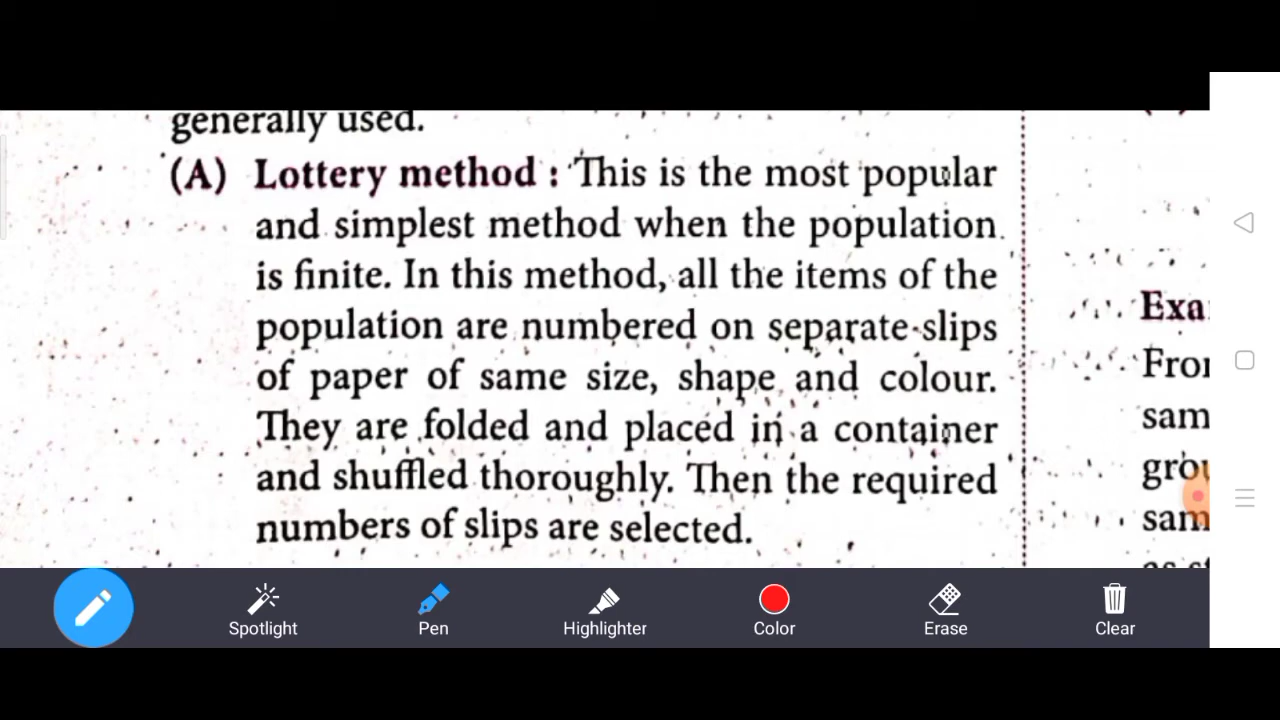 generally used.
(A) Lottery method : This is the most popular
and simplest method when the population
is finite. In this method, all the items of the
population are numbered on separate slips
of paper of same size, shape and colour.
They are folded and placed in a container
and shuffled thoroughly. Then the required
numbers of slips are selected.
Exa
From
sam
grou
sam
Spotlight
Pen
Highlighter
Color
Erase
Clear